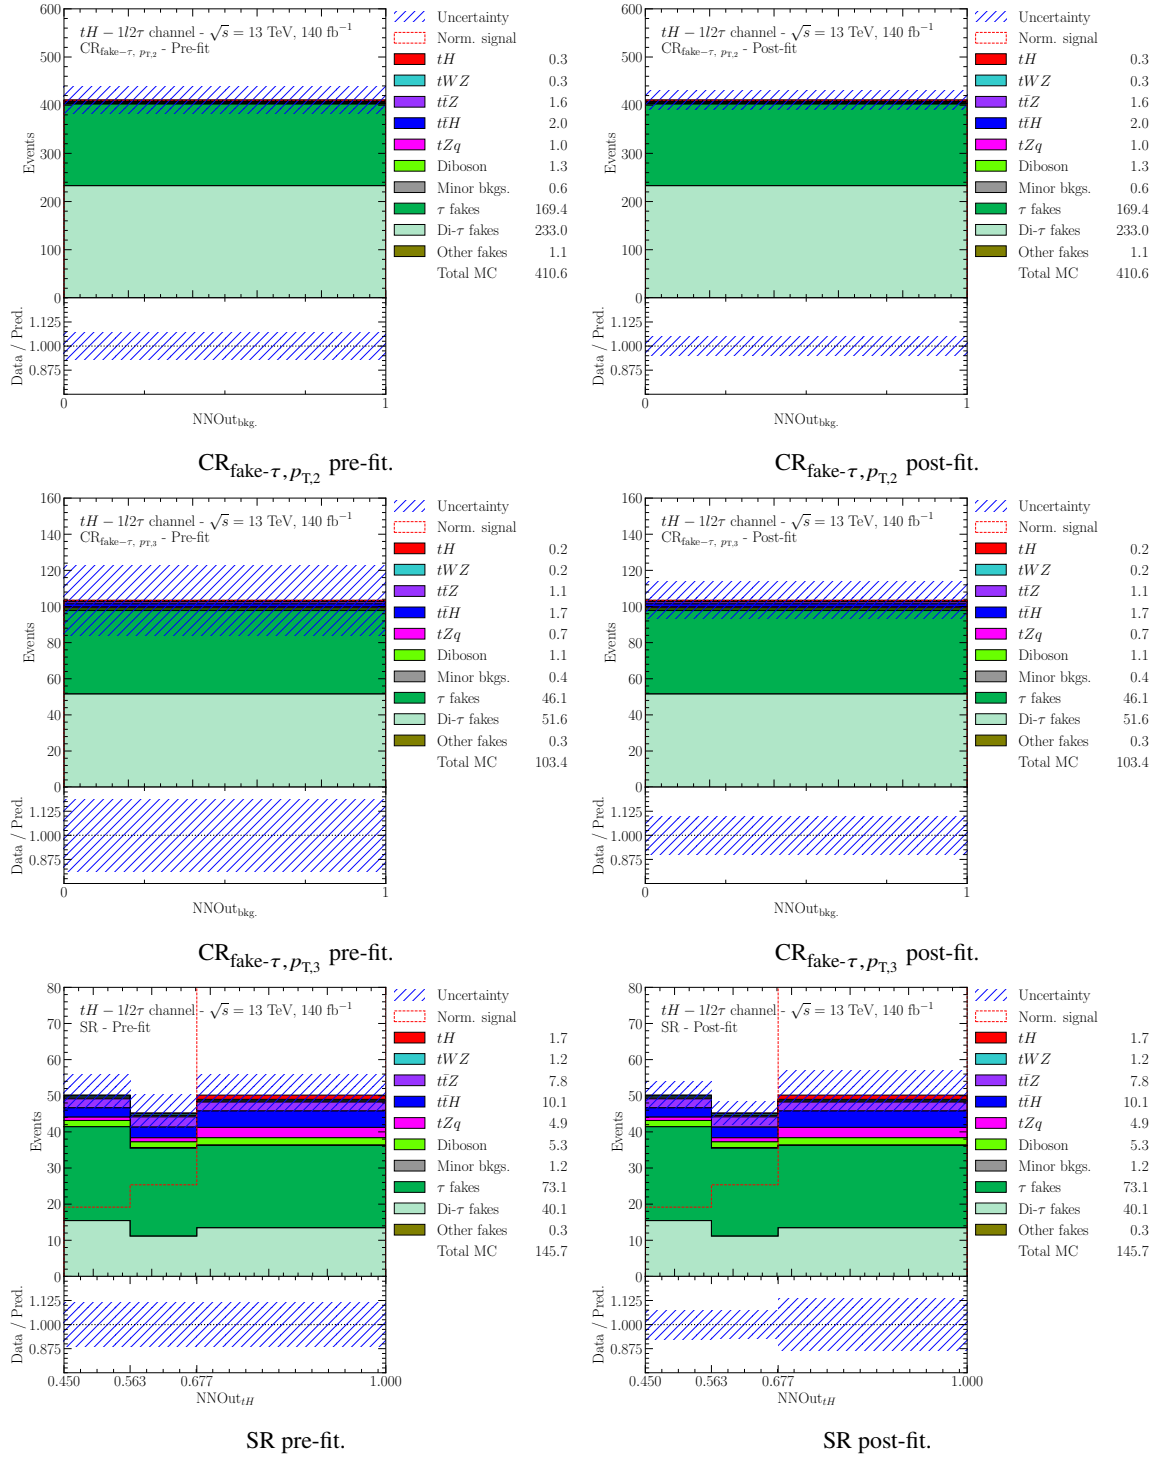 600
500
400
300
200
100
0
Events
tH − 1l2τ channel - √s = 13 TeV, 140 fb⁻¹
CR_fake-τ, p_T,2 - Pre-fit
Uncertainty
Norm. signal
tH 0.3
tWZ 0.3
tt̄Z 1.6
tt̄H 2.0
tZq 1.0
Diboson 1.3
Minor bkgs. 0.6
τ fakes 169.4
Di-τ fakes 233.0
Other fakes 1.1
Total MC 410.6
1.125
1.000
0.875
Data / Pred.
0 1
NNOut_bkg.
CR_fake-τ, p_T,2 pre-fit.
600
500
400
300
200
100
0
Events
tH − 1l2τ channel - √s = 13 TeV, 140 fb⁻¹
CR_fake-τ, p_T,2 - Post-fit
Uncertainty
Norm. signal
tH 0.3
tWZ 0.3
tt̄Z 1.6
tt̄H 2.0
tZq 1.0
Diboson 1.3
Minor bkgs. 0.6
τ fakes 169.4
Di-τ fakes 233.0
Other fakes 1.1
Total MC 410.6
1.125
1.000
0.875
Data / Pred.
0 1
NNOut_bkg.
CR_fake-τ, p_T,2 post-fit.
160
140
120
100
80
60
40
20
0
Events
tH − 1l2τ channel - √s = 13 TeV, 140 fb⁻¹
CR_fake-τ, p_T,3 - Pre-fit
Uncertainty
Norm. signal
tH 0.2
tWZ 0.2
tt̄Z 1.1
tt̄H 1.7
tZq 0.7
Diboson 1.1
Minor bkgs. 0.4
τ fakes 46.1
Di-τ fakes 51.6
Other fakes 0.3
Total MC 103.4
1.125
1.000
0.875
Data / Pred.
0 1
NNOut_bkg.
CR_fake-τ, p_T,3 pre-fit.
160
140
120
100
80
60
40
20
0
Events
tH − 1l2τ channel - √s = 13 TeV, 140 fb⁻¹
CR_fake-τ, p_T,3 - Post-fit
Uncertainty
Norm. signal
tH 0.2
tWZ 0.2
tt̄Z 1.1
tt̄H 1.7
tZq 0.7
Diboson 1.1
Minor bkgs. 0.4
τ fakes 46.1
Di-τ fakes 51.6
Other fakes 0.3
Total MC 103.4
1.125
1.000
0.875
Data / Pred.
0 1
NNOut_bkg.
CR_fake-τ, p_T,3 post-fit.
80
70
60
50
40
30
20
10
0
Events
tH − 1l2τ channel - √s = 13 TeV, 140 fb⁻¹
SR - Pre-fit
Uncertainty
Norm. signal
tH 1.7
tWZ 1.2
tt̄Z 7.8
tt̄H 10.1
tZq 4.9
Diboson 5.3
Minor bkgs. 1.2
τ fakes 73.1
Di-τ fakes 40.1
Other fakes 0.3
Total MC 145.7
1.125
1.000
0.875
Data / Pred.
0.450 0.563 0.677 1.000
NNOut_tH
SR pre-fit.
80
70
60
50
40
30
20
10
0
Events
tH − 1l2τ channel - √s = 13 TeV, 140 fb⁻¹
SR - Post-fit
Uncertainty
Norm. signal
tH 1.7
tWZ 1.2
tt̄Z 7.8
tt̄H 10.1
tZq 4.9
Diboson 5.3
Minor bkgs. 1.2
τ fakes 73.1
Di-τ fakes 40.1
Other fakes 0.3
Total MC 145.7
1.125
1.000
0.875
Data / Pred.
0.450 0.563 0.677 1.000
NNOut_tH
SR post-fit.